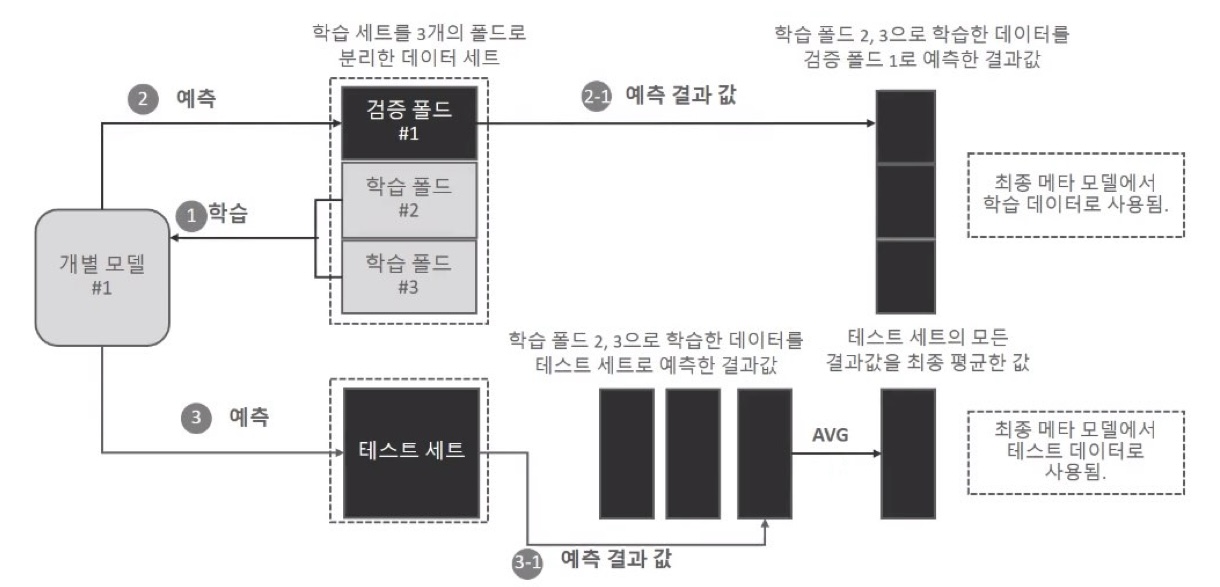 학습 세트를 3개의 폴드로
분리한 데이터 세트
학습 폴드 2, 3으로 학습한 데이터를
검증 폴드 1로 예측한 결과값
2 예측
검증 폴드
#1
2-1 예측 결과 값
학습 폴드
#2
1 학습
개별 모델
#1
학습 폴드
#3
최종 메타 모델에서
학습 데이터로 사용됨.
학습 폴드 2, 3으로 학습한 데이터를
테스트 세트로 예측한 결과값
테스트 세트의 모든
결과값을 최종 평균한 값
3 예측
테스트 세트
AVG
최종 메타 모델에서
테스트 데이터로
사용됨.
3-1 예측 결과 값